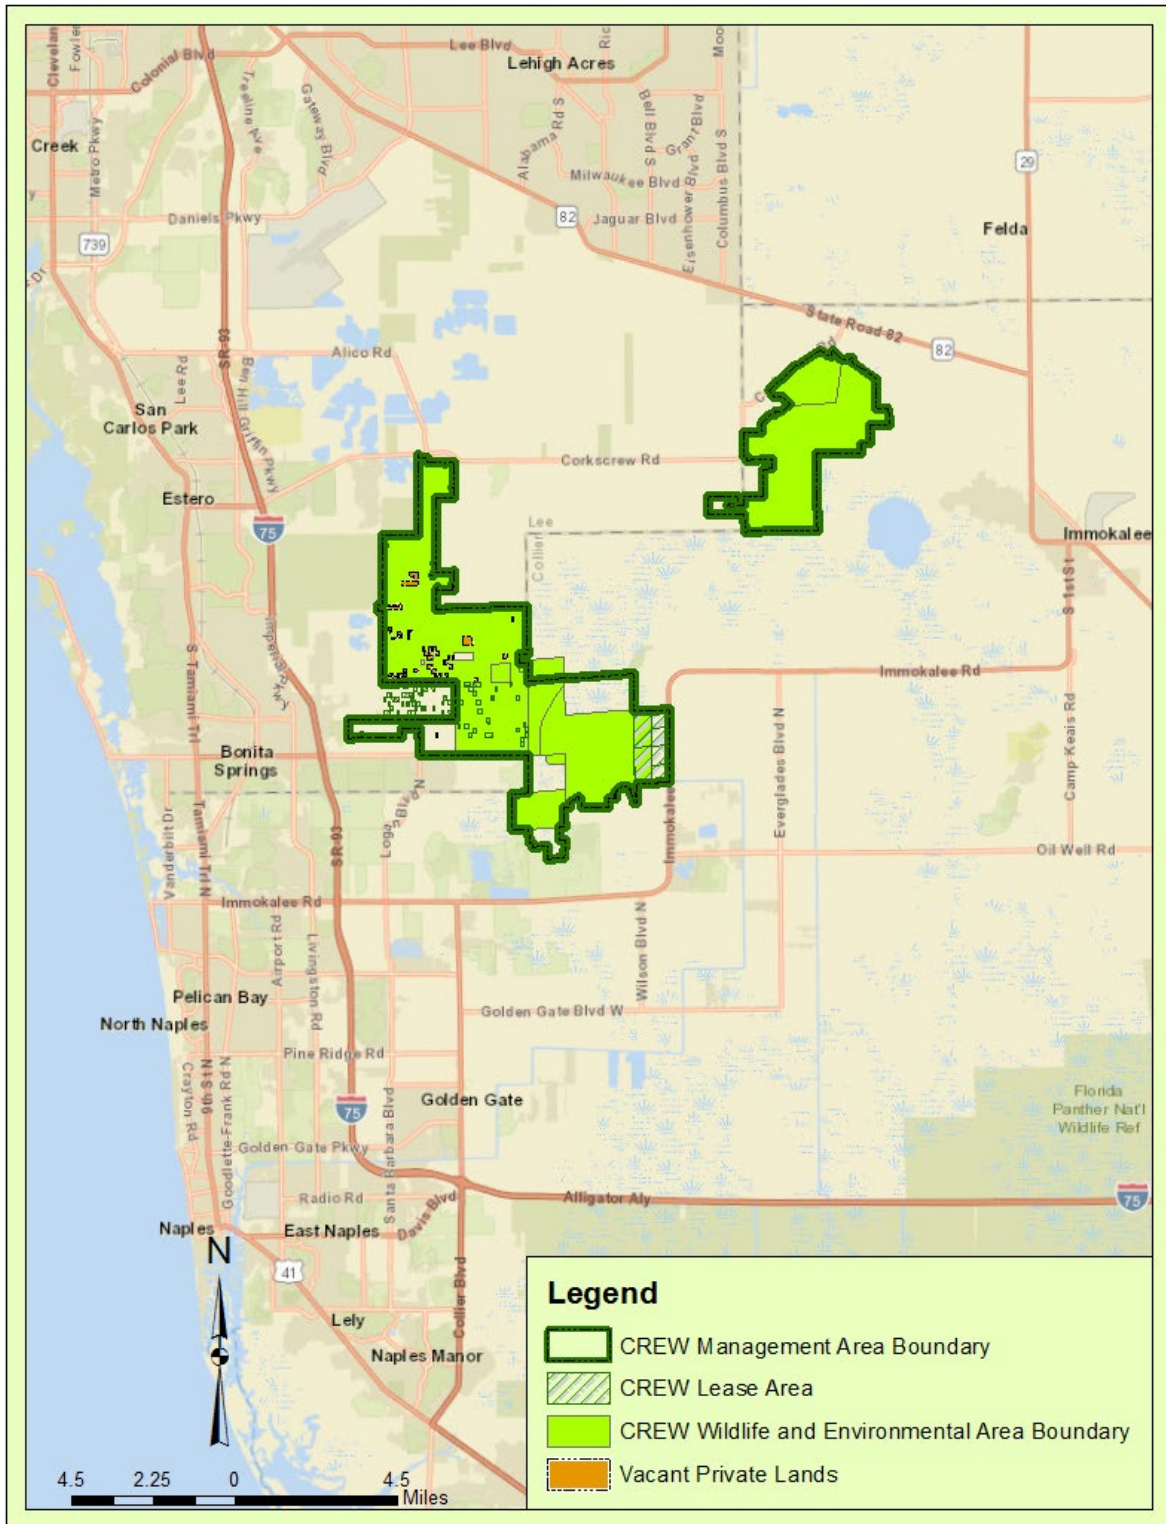 Clevelan
Fowler
Colonial Blvd
Lee Blvd
Ric
Moo
Lehigh Acres
Treeline Ave
Gateway Blvd
Alabama Rd S
Bell Blvd S
Grant Blvd
Creek
Metro Pkwy
Milwaukee Blvd
Eisenhower Blvd
Columbus Blvd S
29
y
Daniels Pkwy
82
Jaguar Blvd
Felda
739
Dr
State Road 82
SR-93
Alico Rd
Rd
82
Lee Rd
Ben Hill Griffin Pkwy
C
San
Carlos Park
Corkscrew Rd
Estero
75
Lee
Collier
Immokalee
S 1st St
Imperial Pkwy
S Tamiami Trl
Immokalee Rd
Everglades Blvd N
Camp Keais Rd
Bonita
Springs
Logan Blvd N
Vanderbilt Dr
Tamiami Trl N
SR-93
Immokalee
Oil Well Rd
Immokalee Rd
Airport Rd
Livingston Rd
Wilson Blvd N
Pelican Bay
North Naples
Golden Gate Blvd W
Pine Ridge Rd
Crayton Rd
9th St N
Goodlette-Frank Rd N
75
Santa Barbara Blvd
Golden Gate
Florida
Panther Nat'l
Wildlife Ref
Golden Gate Pkwy
Radio Rd
Davis Blvd
Alligator Aly
75
Naples
East Naples
N
41
Collier Blvd
Lely
Naples Manor
Legend
CREW Management Area Boundary
CREW Lease Area
CREW Wildlife and Environmental Area Boundary
Vacant Private Lands
4.5 2.25 0 4.5
Miles